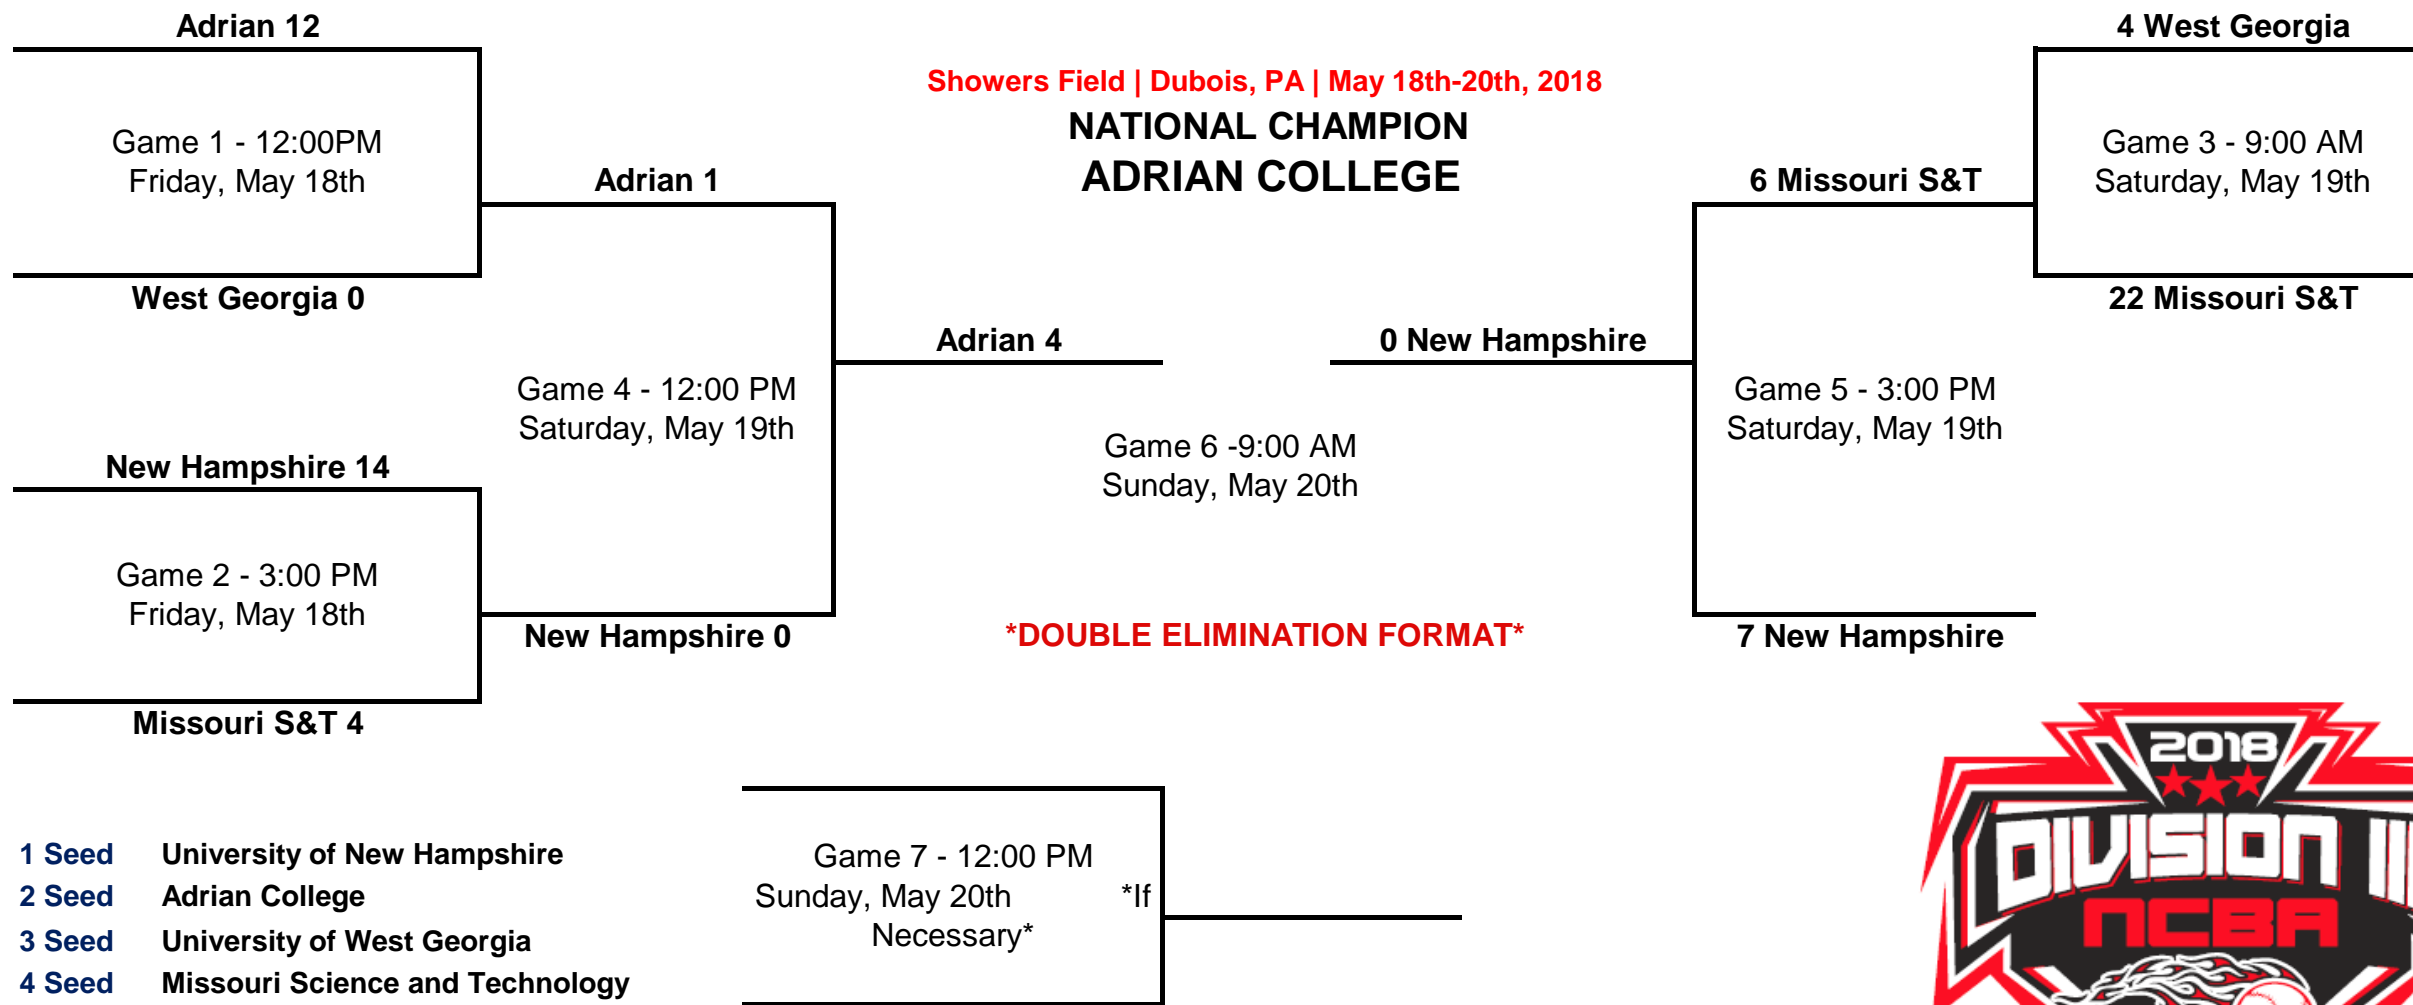 Adrian 12
4 West Georgia
Showers Field | Dubois, PA | May 18th-20th, 2018
NATIONAL CHAMPION
ADRIAN COLLEGE
Game 1 - 12:00PM
Friday, May 18th
Adrian 1
6 Missouri S&T
Game 3 - 9:00 AM
Saturday, May 19th
West Georgia 0
22 Missouri S&T
Adrian 4
0 New Hampshire
Game 4 - 12:00 PM
Saturday, May 19th
Game 5 - 3:00 PM
Saturday, May 19th
Game 6 -9:00 AM
Sunday, May 20th
New Hampshire 14
Game 2 - 3:00 PM
Friday, May 18th
New Hampshire 0
*DOUBLE ELIMINATION FORMAT*
7 New Hampshire
Missouri S&T 4
1 Seed University of New Hampshire
2 Seed Adrian College
3 Seed University of West Georgia
4 Seed Missouri Science and Technology
Game 7 - 12:00 PM
Sunday, May 20th *If
Necessary*
2018
DIVISION III
NCBA